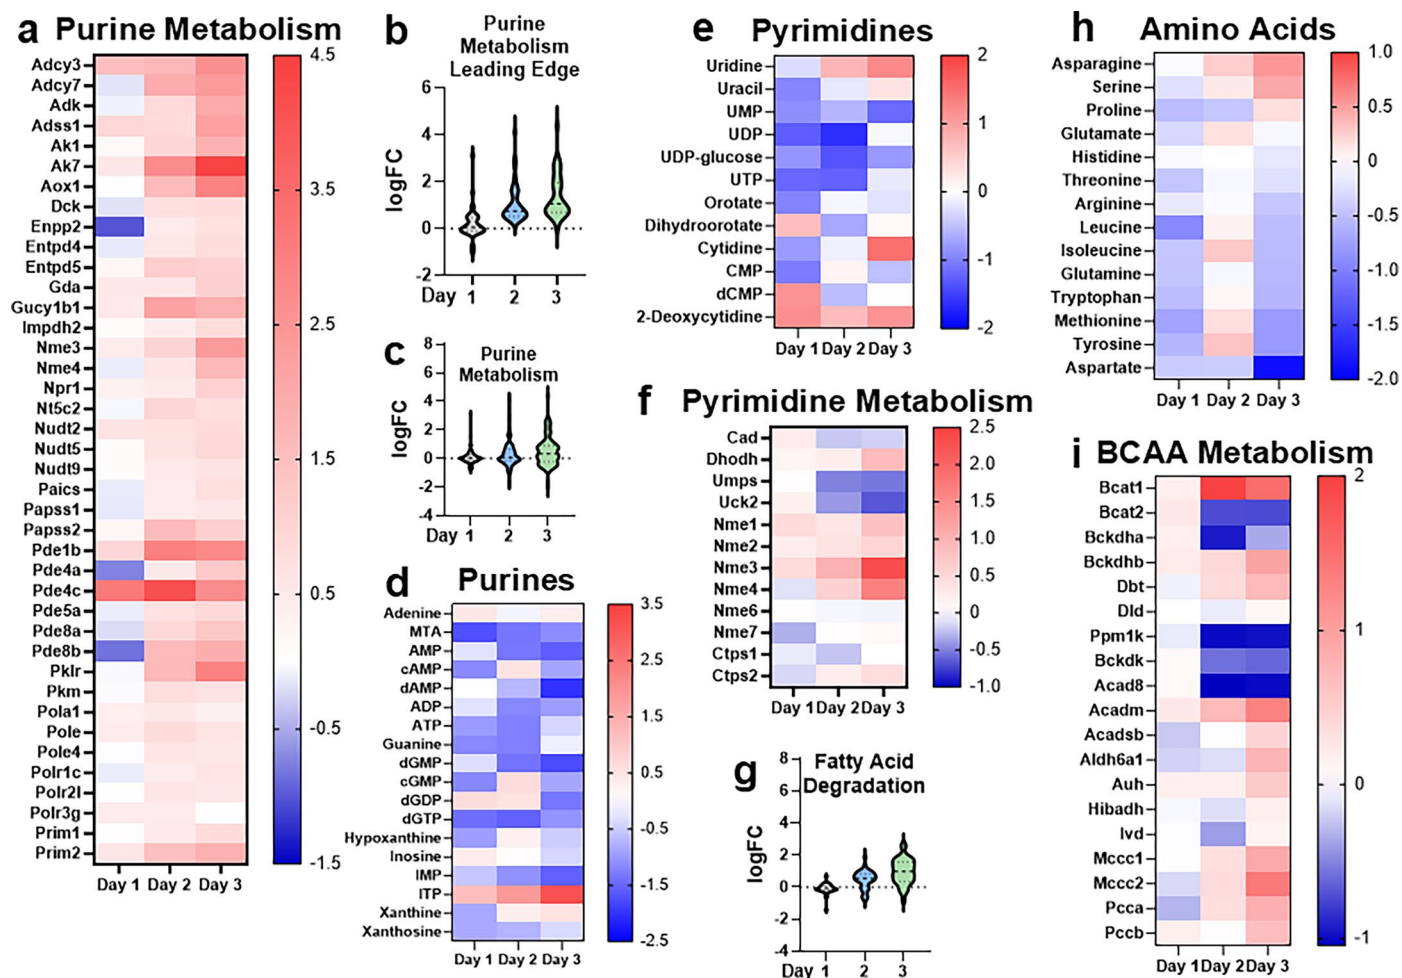 a Purine Metabolism
Adcy3
Adcy7
Adk
Adss1
Ak1
Ak7
Aox1
Dck
Enpp2
Entpd4
Entpd5
Gda
Gucy1b1
Impdh2
Nme3
Nme4
Npr1
Nt5c2
Nudt2
Nudt5
Nudt9
Paics
Papss1
Papss2
Pde1b
Pde4a
Pde4c
Pde5a
Pde8a
Pde8b
Pklr
Pkm
Pola1
Pole
Pole4
Polr1c
Polr2l
Polr3g
Prim1
Prim2
Day 1 Day 2 Day 3
4.5
3.5
2.5
1.5
0.5
-0.5
-1.5
b Purine
Metabolism
Leading Edge
logFC
6
4
2
0
-2
Day 1 2 3
c Purine
Metabolism
logFC
8
6
4
2
0
-2
-4
Day 1 2 3
d Purines
Adenine
MTA
AMP
cAMP
dAMP
ADP
ATP
Guanine
dGMP
cGMP
dGDP
dGTP
Hypoxanthine
Inosine
IMP
ITP
Xanthine
Xanthosine
Day 1 Day 2 Day 3
3.5
2.5
1.5
0.5
-0.5
-1.5
-2.5
e Pyrimidines
Uridine
Uracil
UMP
UDP
UDP-glucose
UTP
Orotate
Dihydroorotate
Cytidine
CMP
dCMP
2-Deoxycytidine
Day 1 Day 2 Day 3
2
1
0
-1
-2
f Pyrimidine Metabolism
Cad
Dhodh
Umps
Uck2
Nme1
Nme2
Nme3
Nme4
Nme6
Nme7
Ctps1
Ctps2
Day 1 Day 2 Day 3
2.5
2.0
1.5
1.0
0.5
0
-0.5
-1.0
g Fatty Acid
Degradation
logFC
8
6
4
2
0
-2
-4
Day 1 2 3
h Amino Acids
Asparagine
Serine
Proline
Glutamate
Histidine
Threonine
Arginine
Leucine
Isoleucine
Glutamine
Tryptophan
Methionine
Tyrosine
Aspartate
Day 1 Day 2 Day 3
1.0
0.5
0
-0.5
-1.0
-1.5
-2.0
i BCAA Metabolism
Bcat1
Bcat2
Bckdha
Bckdhb
Dbt
Dld
Ppm1k
Bckdk
Acad8
Acadm
Acadsb
Aldh6a1
Auh
Hibadh
Ivd
Mccc1
Mccc2
Pcca
Pccb
Day 1 Day 2 Day 3
2
1
0
-1